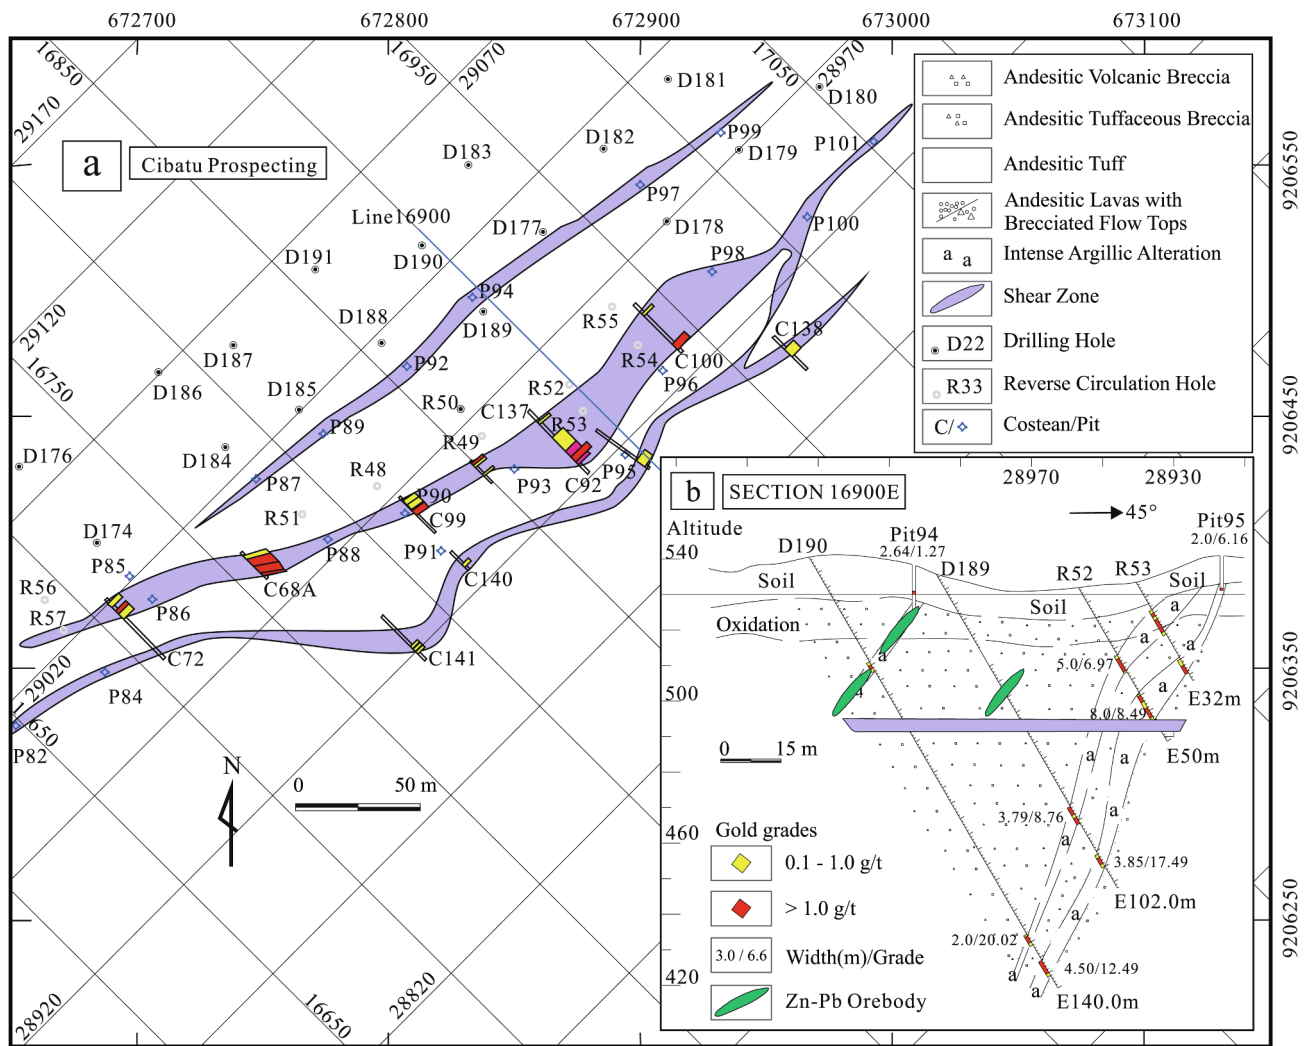 672700
672800
672900
673000
673100
16850
29170
16950
29070
17050
28970
a
Cibatu Prospecting
D181
D180
D182
P99
D179
P101
D183
P97
Line16900
D177
D178
P100
D190
D191
P98
P94
D188
D189
R55
C138
R54
C100
29120
D187
P92
P96
D186
16750
D185
R52
R50
C137
R53
P89
R49
D176
D184
P87
R48
P93
C92
P95
P90
R51
C99
D174
P88
P91
P85
C140
R56
C68A
P86
R57
C72
C141
29020
P84
16650
P82
N
0
50 m
28920
16650
28820
9206550
9206450
9206350
9206250
Andesitic Volcanic Breccia
Andesitic Tuffaceous Breccia
Andesitic Tuff
Andesitic Lavas with
Brecciated Flow Tops
a a
Intense Argillic Alteration
Shear Zone
D22
Drilling Hole
R33
Reverse Circulation Hole
C/
Costean/Pit
b
SECTION 16900E
28970
28930
45°
Altitude
540
500
460
420
D190
Pit94
2.64/1.27
D189
R52
R53
Pit95
2.0/6.16
Soil
Soil
Soil
Oxidation
a
a
a
a
a
5.0/6.97
8.0/8.49
4
E32m
E50m
0
15 m
a
a
a
3.79/8.76
a
3.85/17.49
E102.0m
a
2.0/20.02
4.50/12.49
a
a
E140.0m
Gold grades
0.1 - 1.0 g/t
> 1.0 g/t
3.0 / 6.6
Width(m)/Grade
Zn-Pb Orebody